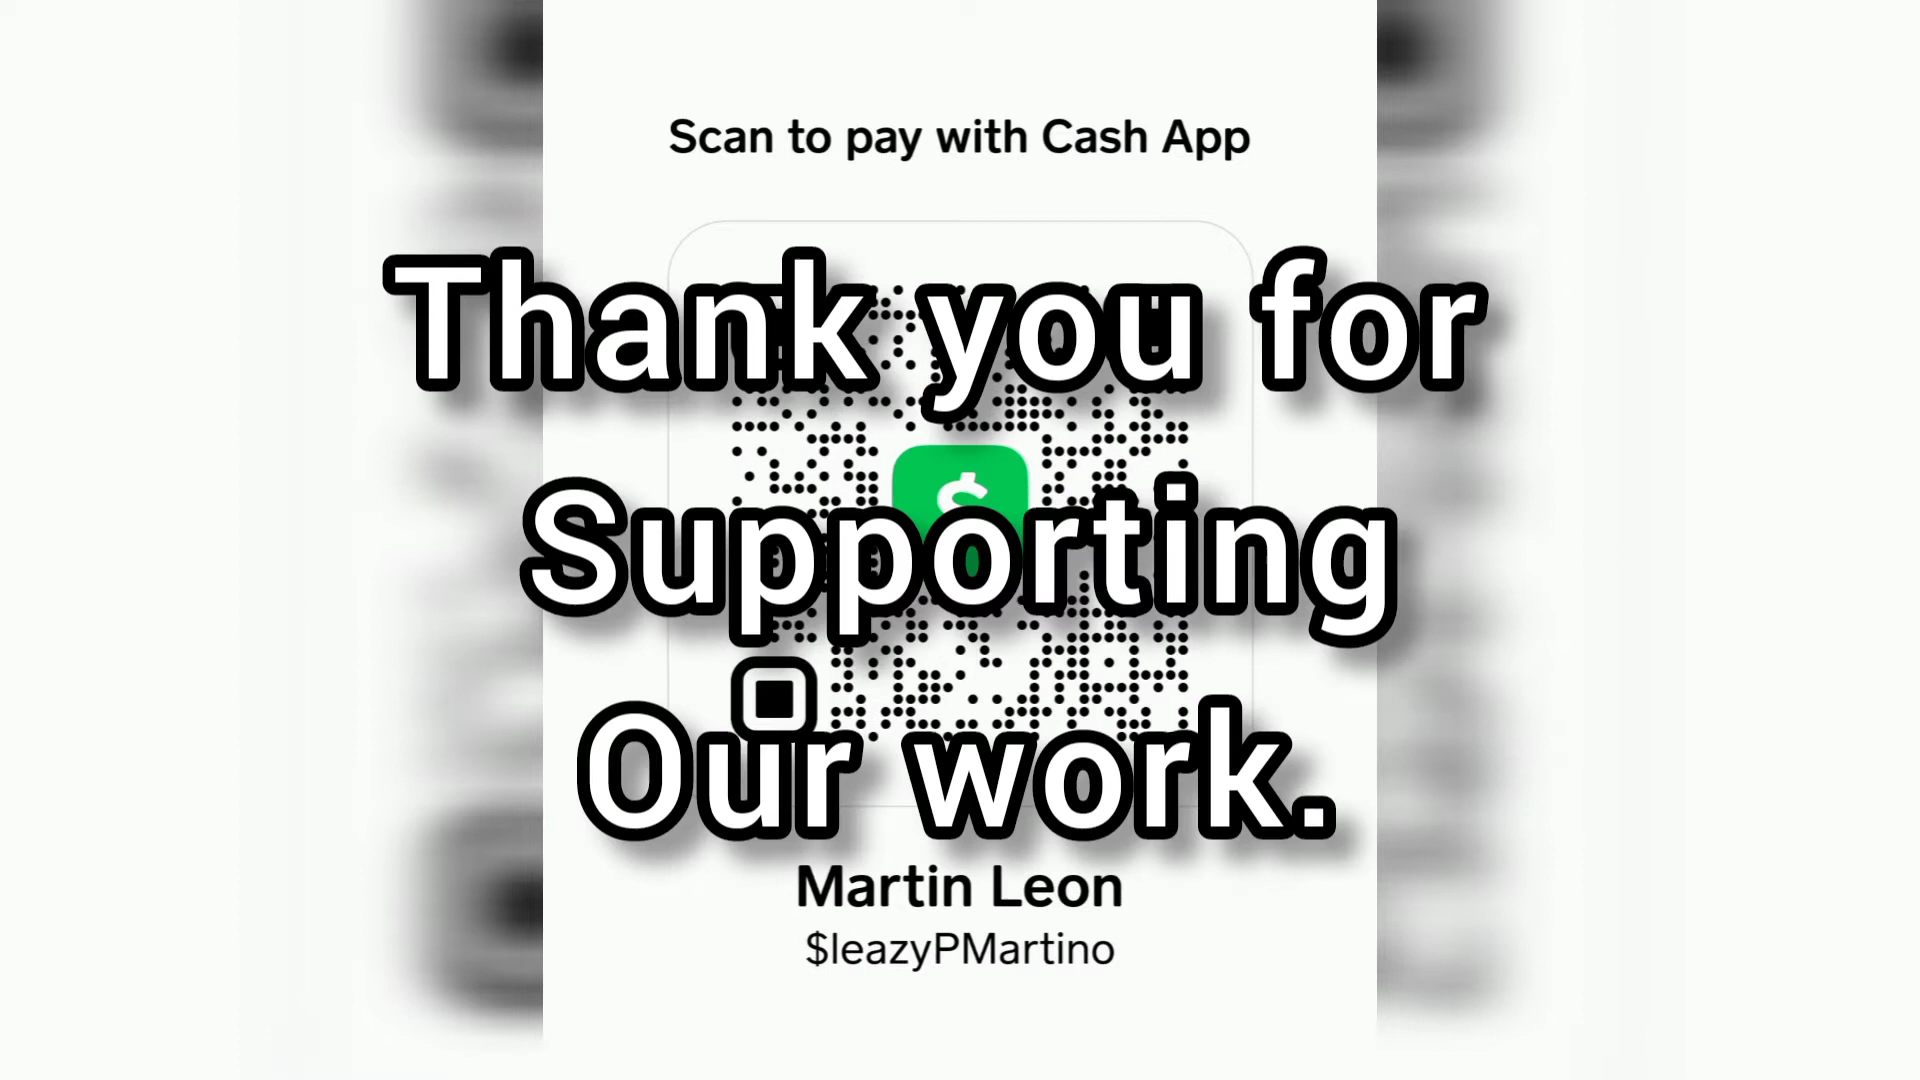 Scan to pay with Cash App
Thank you for
$
Supporting
Our work.
Martin Leon
$leazyPMartino